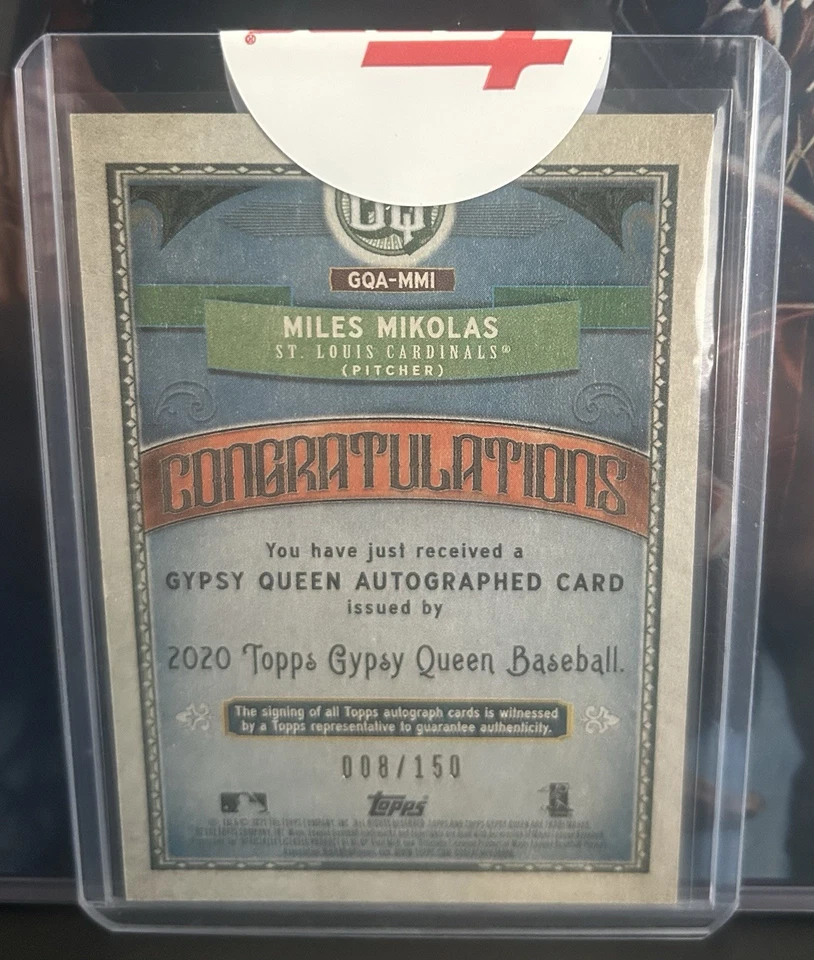 ®
GQ
GQA-MMI
MILES MIKOLAS
ST. LOUIS CARDINALS®
(PITCHER)
CONGRATULATIONS
You have just received a
GYPSY QUEEN AUTOGRAPHED CARD
issued by
2020 Topps Gypsy Queen Baseball.
The signing of all Topps autograph cards is witnessed
by a Topps representative to guarantee authenticity.
008/150
Topps